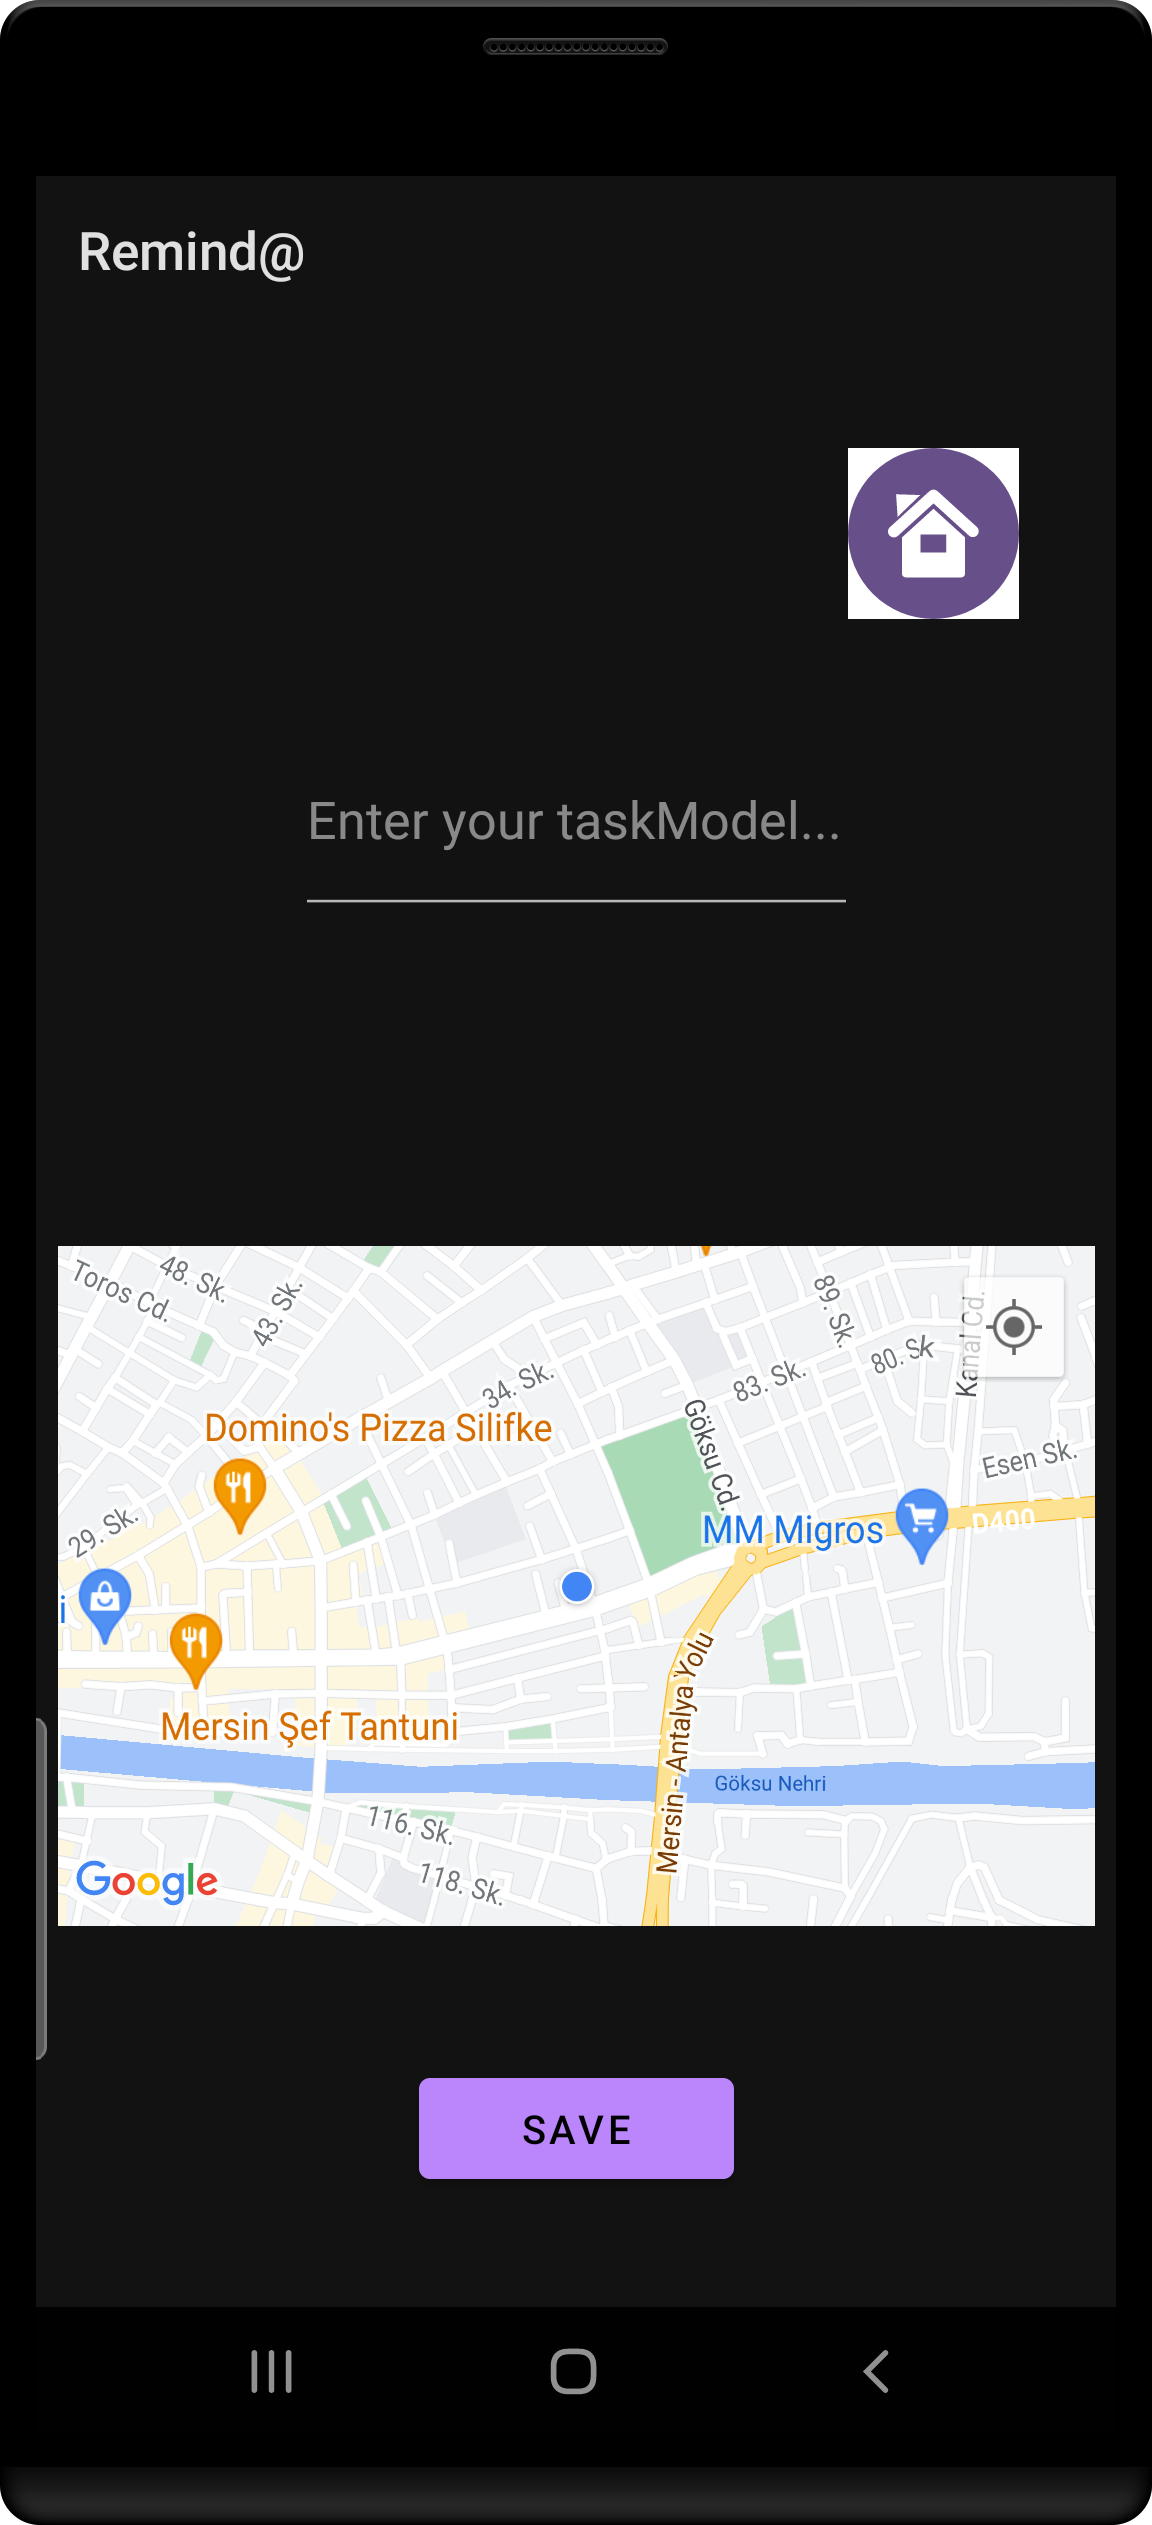 Remind@
Enter your taskModel...
Toros Cd.
48. Sk.
43. Sk.
89. Sk.
Kanal Cd.
80. Sk
34. Sk.
83. Sk.
Domino's Pizza Silifke
Göksu Cd.
Esen Sk.
29. Sk.
MM Migros
D400
i
Mersin Şef Tantuni
Mersin - Antalya Yolu
Göksu Nehri
116. Sk.
118. Sk.
Google
SAVE